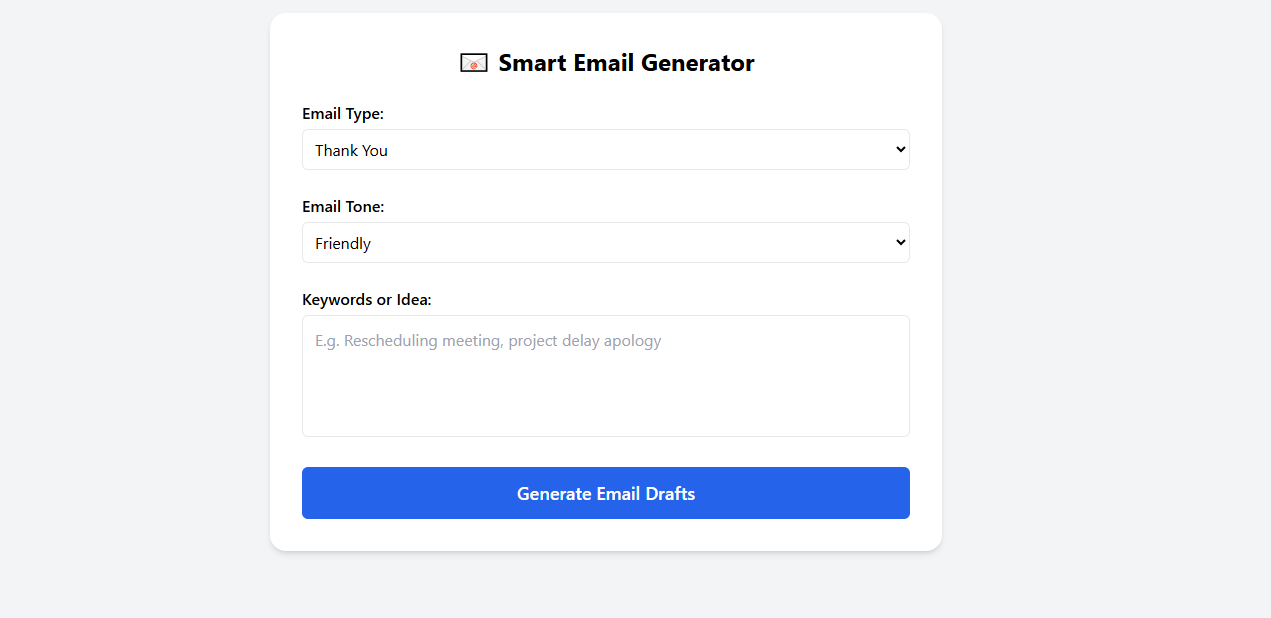 Smart Email Generator
Email Type:
Thank You
Email Tone:
Friendly
Keywords or Idea:
E.g. Rescheduling meeting, project delay apology
Generate Email Drafts